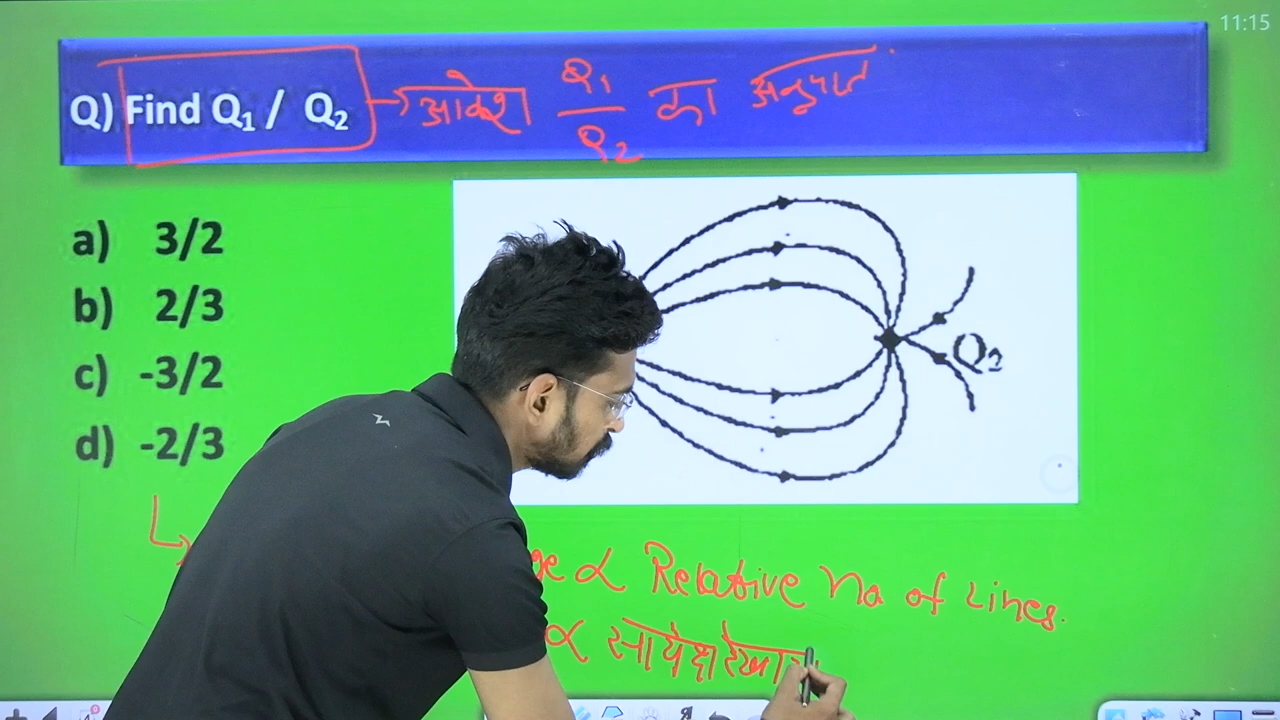 11:15
Q) Find Q₁ / Q₂ → आवेश Q₁/Q₂ का अनुपात
a) 3/2
b) 2/3
c) -3/2
d) -2/3
Q₂
ge ∝ Relative No of Lines.
∝ सापेक्ष रेखा